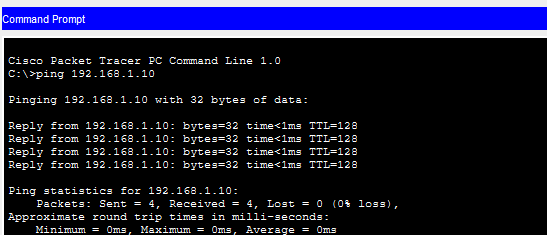 Command Prompt
Cisco Packet Tracer PC Command Line 1.0
C:\>ping 192.168.1.10
Pinging 192.168.1.10 with 32 bytes of data:
Reply from 192.168.1.10: bytes=32 time<1ms TTL=128
Reply from 192.168.1.10: bytes=32 time<1ms TTL=128
Reply from 192.168.1.10: bytes=32 time<1ms TTL=128
Reply from 192.168.1.10: bytes=32 time<1ms TTL=128
Ping statistics for 192.168.1.10:
Packets: Sent = 4, Received = 4, Lost = 0 (0% loss),
Approximate round trip times in milli-seconds:
Minimum = 0ms, Maximum = 0ms, Average = 0ms